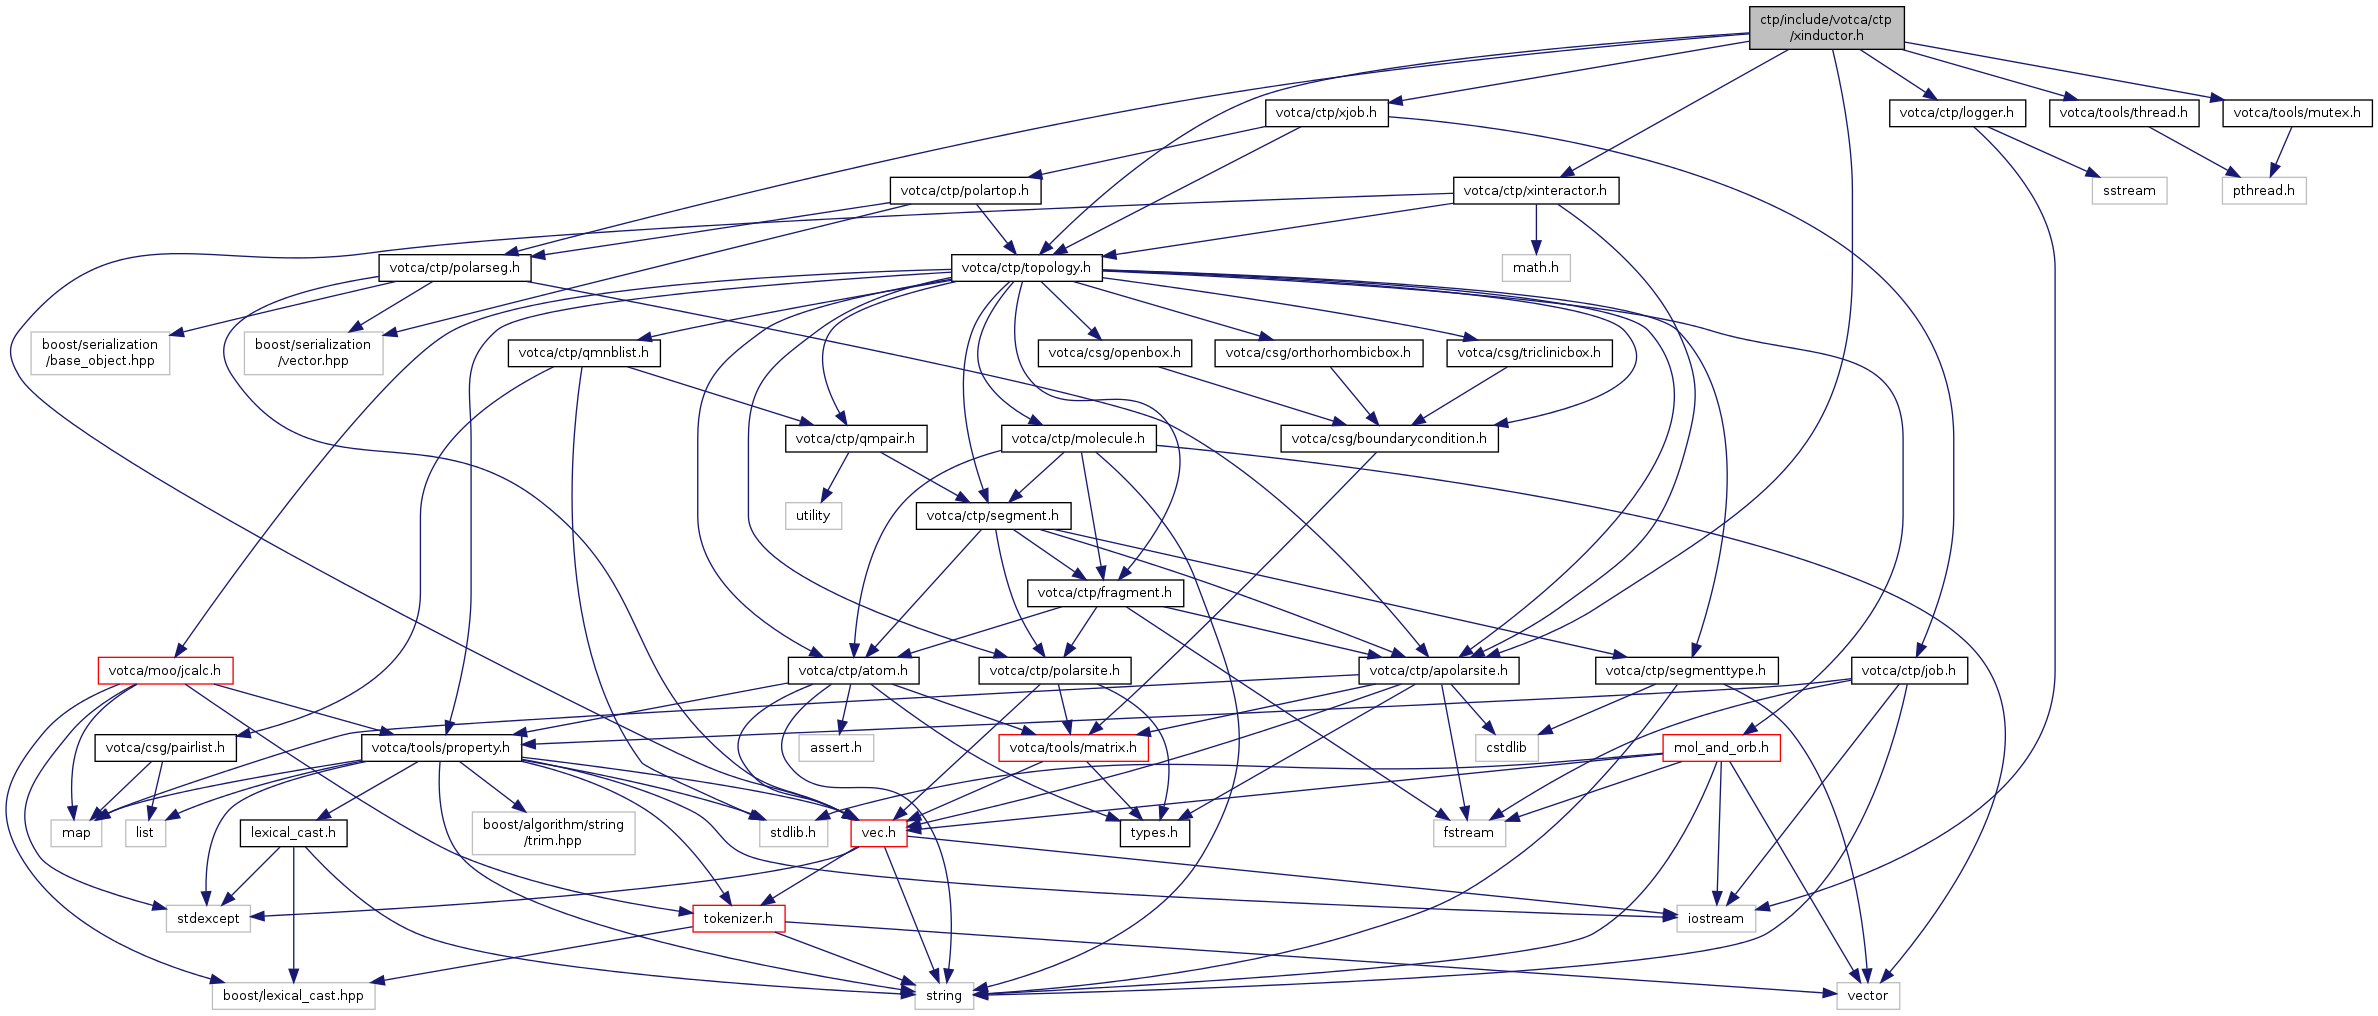 ctp/include/votca/ctp
/xinductor.h
votca/ctp/xjob.h
votca/ctp/logger.h
votca/tools/thread.h
votca/tools/mutex.h
votca/ctp/polartop.h
votca/ctp/xinteractor.h
sstream
pthread.h
votca/ctp/polarseg.h
votca/ctp/topology.h
math.h
boost/serialization
/base_object.hpp
boost/serialization
/vector.hpp
votca/ctp/qmnblist.h
votca/csg/openbox.h
votca/csg/orthorhombicbox.h
votca/csg/triclinicbox.h
votca/ctp/qmpair.h
votca/ctp/molecule.h
votca/csg/boundarycondition.h
utility
votca/ctp/segment.h
votca/ctp/fragment.h
votca/moo/jcalc.h
votca/ctp/atom.h
votca/ctp/polarsite.h
votca/ctp/apolarsite.h
votca/ctp/segmenttype.h
votca/ctp/job.h
votca/csg/pairlist.h
votca/tools/property.h
assert.h
votca/tools/matrix.h
cstdlib
mol_and_orb.h
map
list
lexical_cast.h
boost/algorithm/string
/trim.hpp
stdlib.h
vec.h
types.h
fstream
stdexcept
tokenizer.h
iostream
boost/lexical_cast.hpp
string
vector